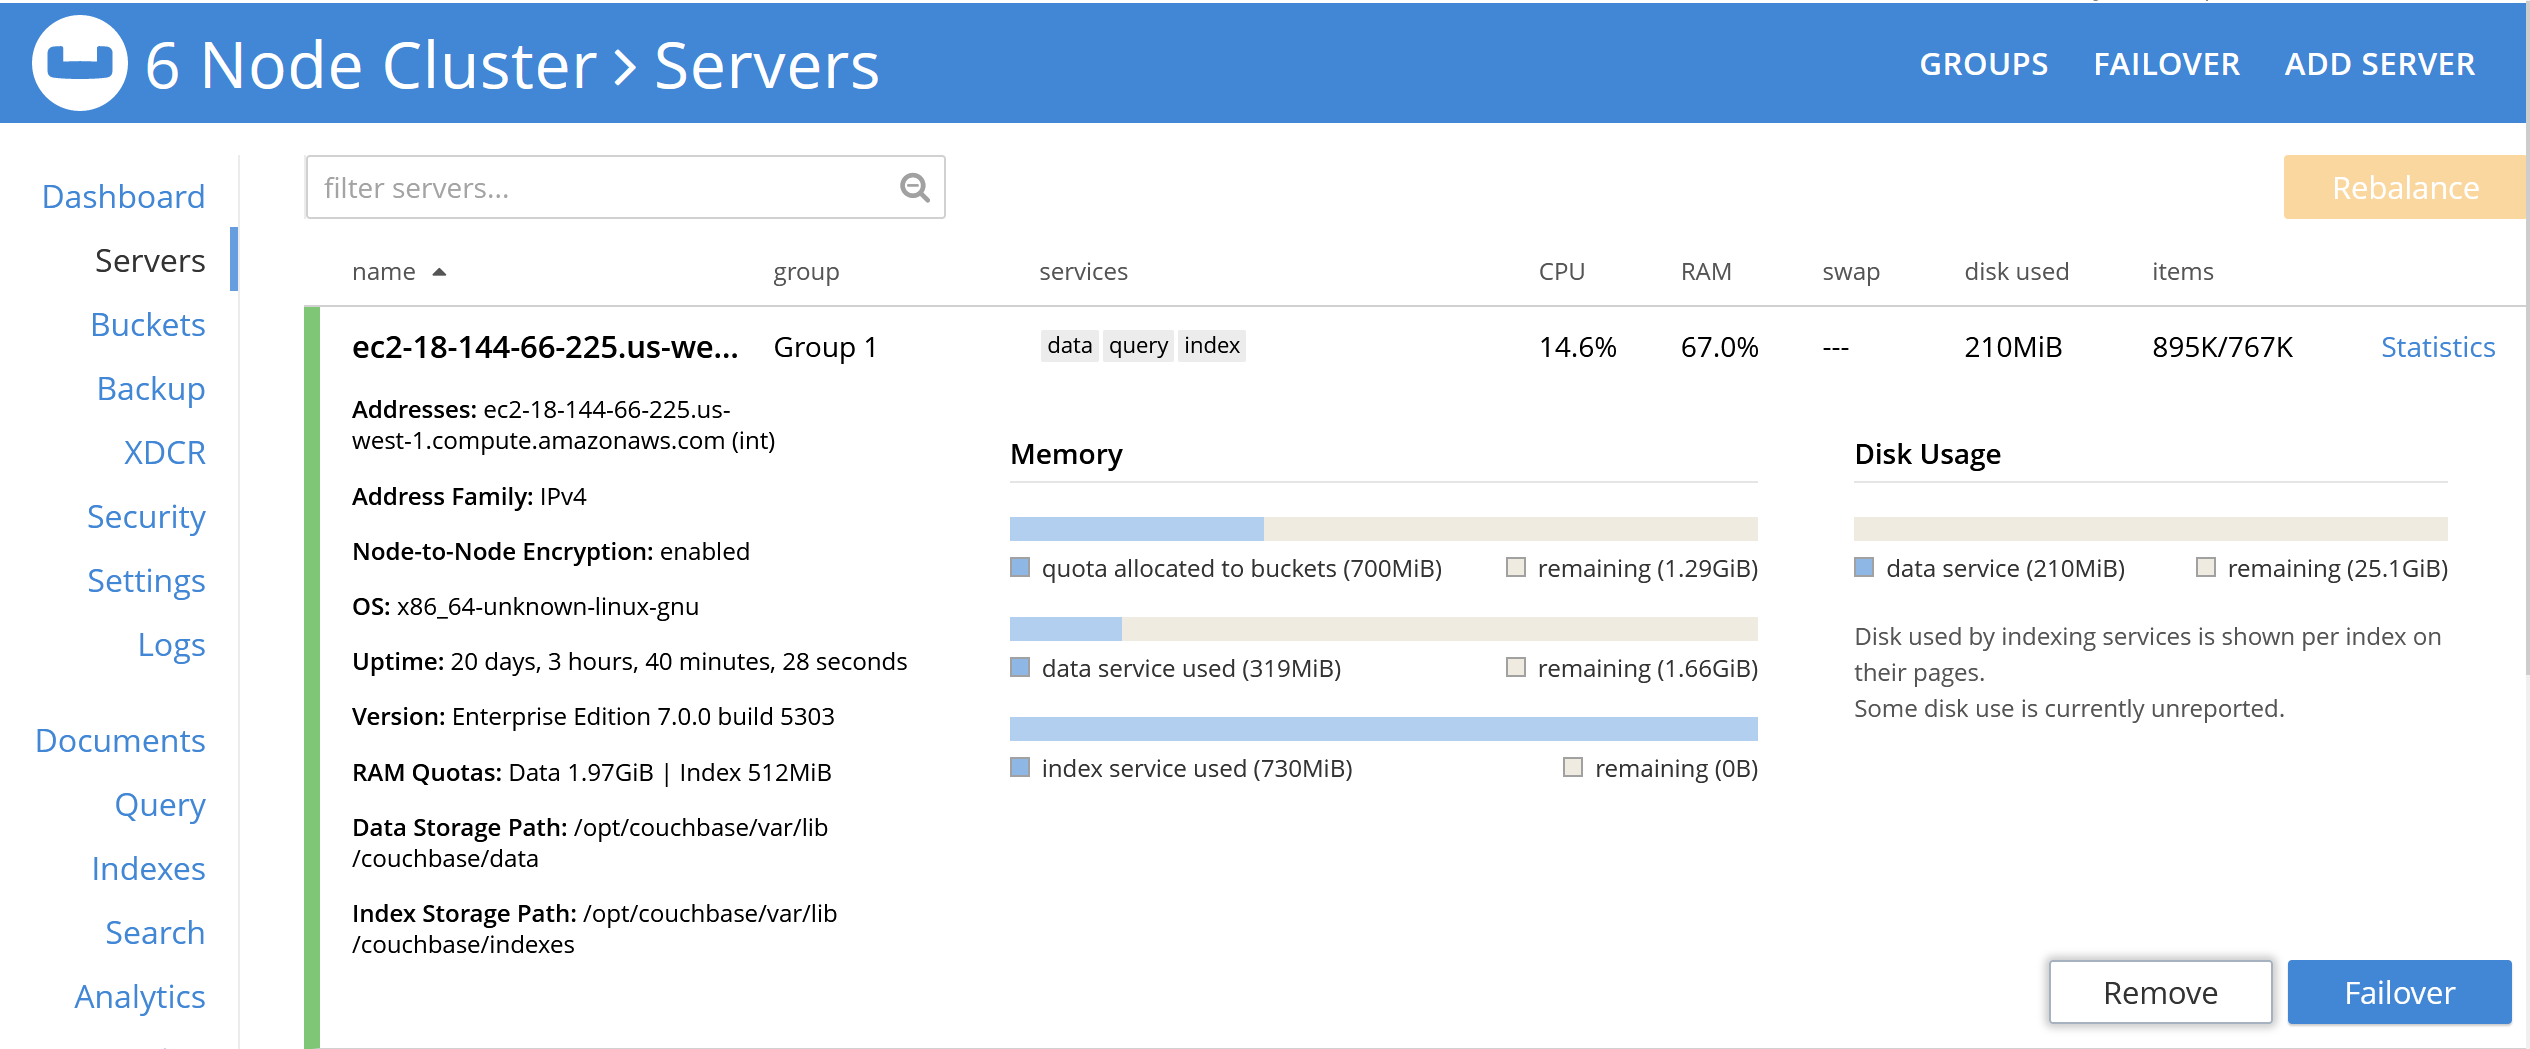 6 Node Cluster > Servers
GROUPS FAILOVER ADD SERVER
Dashboard
Servers
Buckets
Backup
XDCR
Security
Settings
Logs
Documents
Query
Indexes
Search
Analytics
filter servers...
Rebalance
name group services CPU RAM swap disk used items
ec2-18-144-66-225.us-we... Group 1 data query index 14.6% 67.0% --- 210MiB 895K/767K Statistics
Addresses: ec2-18-144-66-225.us-
west-1.compute.amazonaws.com (int)
Address Family: IPv4
Node-to-Node Encryption: enabled
OS: x86_64-unknown-linux-gnu
Uptime: 20 days, 3 hours, 40 minutes, 28 seconds
Version: Enterprise Edition 7.0.0 build 5303
RAM Quotas: Data 1.97GiB | Index 512MiB
Data Storage Path: /opt/couchbase/var/lib
/couchbase/data
Index Storage Path: /opt/couchbase/var/lib
/couchbase/indexes
Memory
quota allocated to buckets (700MiB) remaining (1.29GiB)
data service used (319MiB) remaining (1.66GiB)
index service used (730MiB) remaining (0B)
Disk Usage
data service (210MiB) remaining (25.1GiB)
Disk used by indexing services is shown per index on
their pages.
Some disk use is currently unreported.
Remove Failover